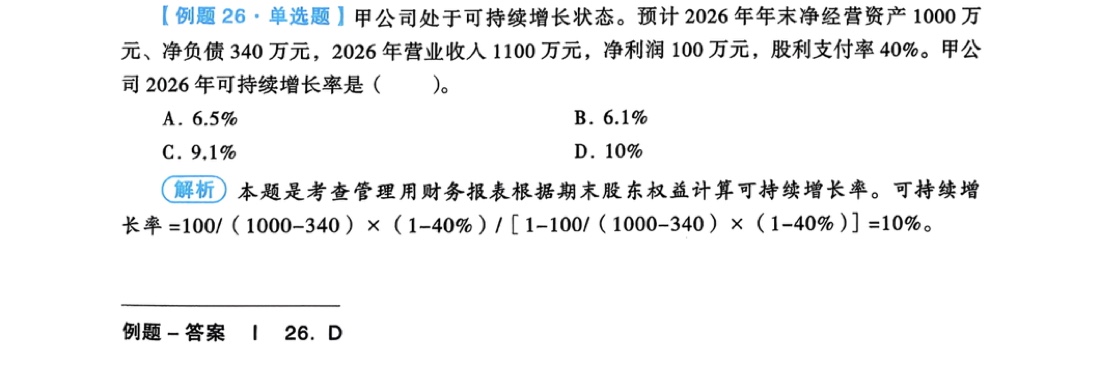 【例题 26·单选题】甲公司处于可持续增长状态。预计 2026 年年末净经营资产 1000 万
元、净负债 340 万元，2026 年营业收入 1100 万元，净利润 100 万元，股利支付率 40%。甲公
司 2026 年可持续增长率是（　　）。
A. 6.5%　　B. 6.1%
C. 9.1%　　D. 10%
解析 本题是考查管理用财务报表根据期末股东权益计算可持续增长率。可持续增
长率 =100/（1000-340）×（1-40%）/［1-100/（1000-340）×（1-40%）］=10%。
例题 - 答案 | 26. D